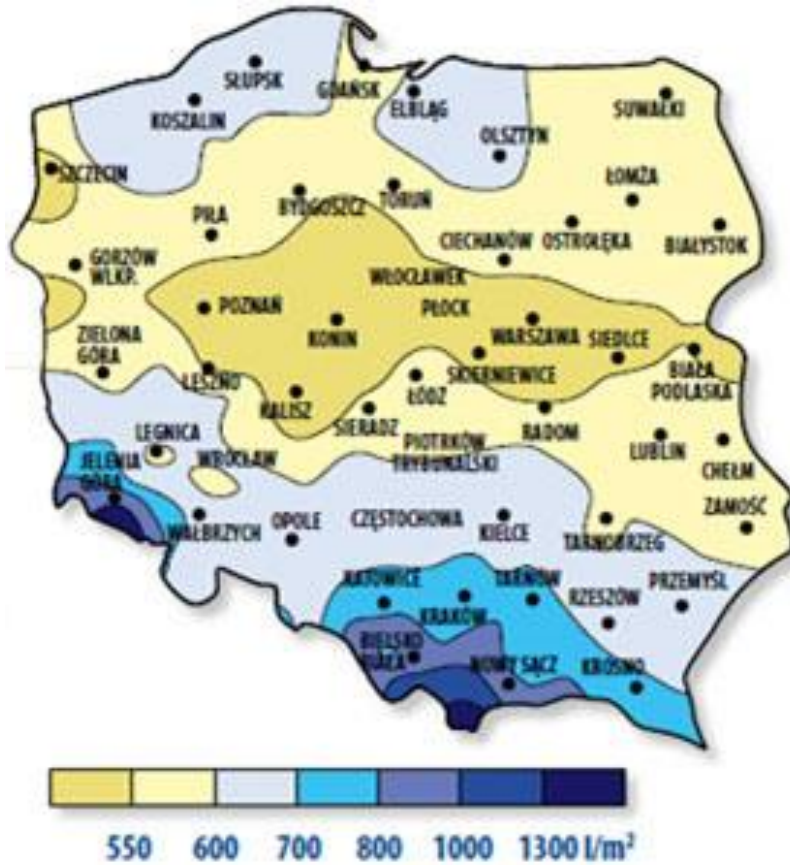 SŁUPSK
GDAŃSK
ELBLĄG
SUWAŁKI
KOSZALIN
OLSZTYN
SZCZECIN
ŁOMŻA
BYDGOSZCZ
TORUŃ
PIŁA
CIECHANÓW
OSTROŁĘKA
BIAŁYSTOK
GORZÓW
WLKP.
WŁOCŁAWEK
POZNAŃ
PŁOCK
KONIN
WARSZAWA
SIEDLCE
ZIELONA
GÓRA
LESZNO
SKIERNIEWICE
BIAŁA
PODLASKA
KALISZ
ŁÓDŹ
SIERADZ
RADOM
LEGNICA
PIOTRKÓW
TRYBUNALSKI
LUBLIN
CHEŁM
JELENIA
GÓRA
WROCŁAW
ZAMOŚĆ
WAŁBRZYCH
OPOLE
CZĘSTOCHOWA
KIELCE
TARNOBRZEG
KATOWICE
KRAKÓW
TARNÓW
RZESZÓW
PRZEMYŚL
BIELSKO
BIAŁA
NOWY SĄCZ
KROSNO
550 600 700 800 1000 1300 l/m²